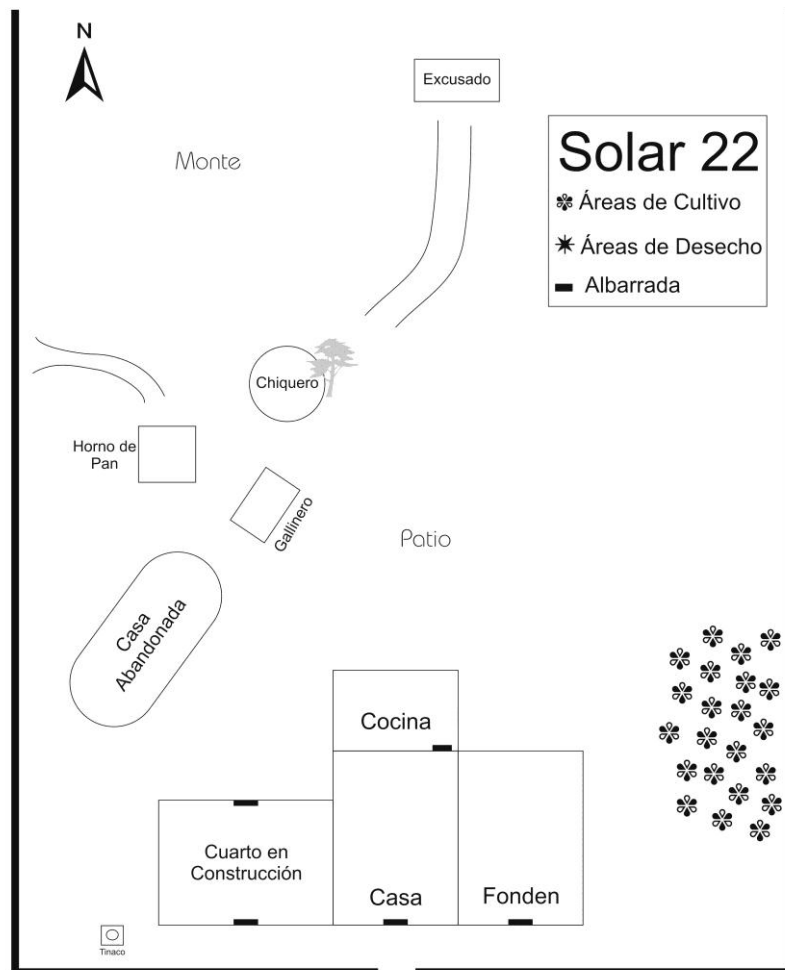 N
Excusado
Monte
Solar 22
Áreas de Cultivo
Áreas de Desecho
Albarrada
Chiquero
Horno de
Pan
Gallinero
Patio
Casa
Abandonada
Cocina
Cuarto en
Construcción
Casa
Fonden
Tinaco